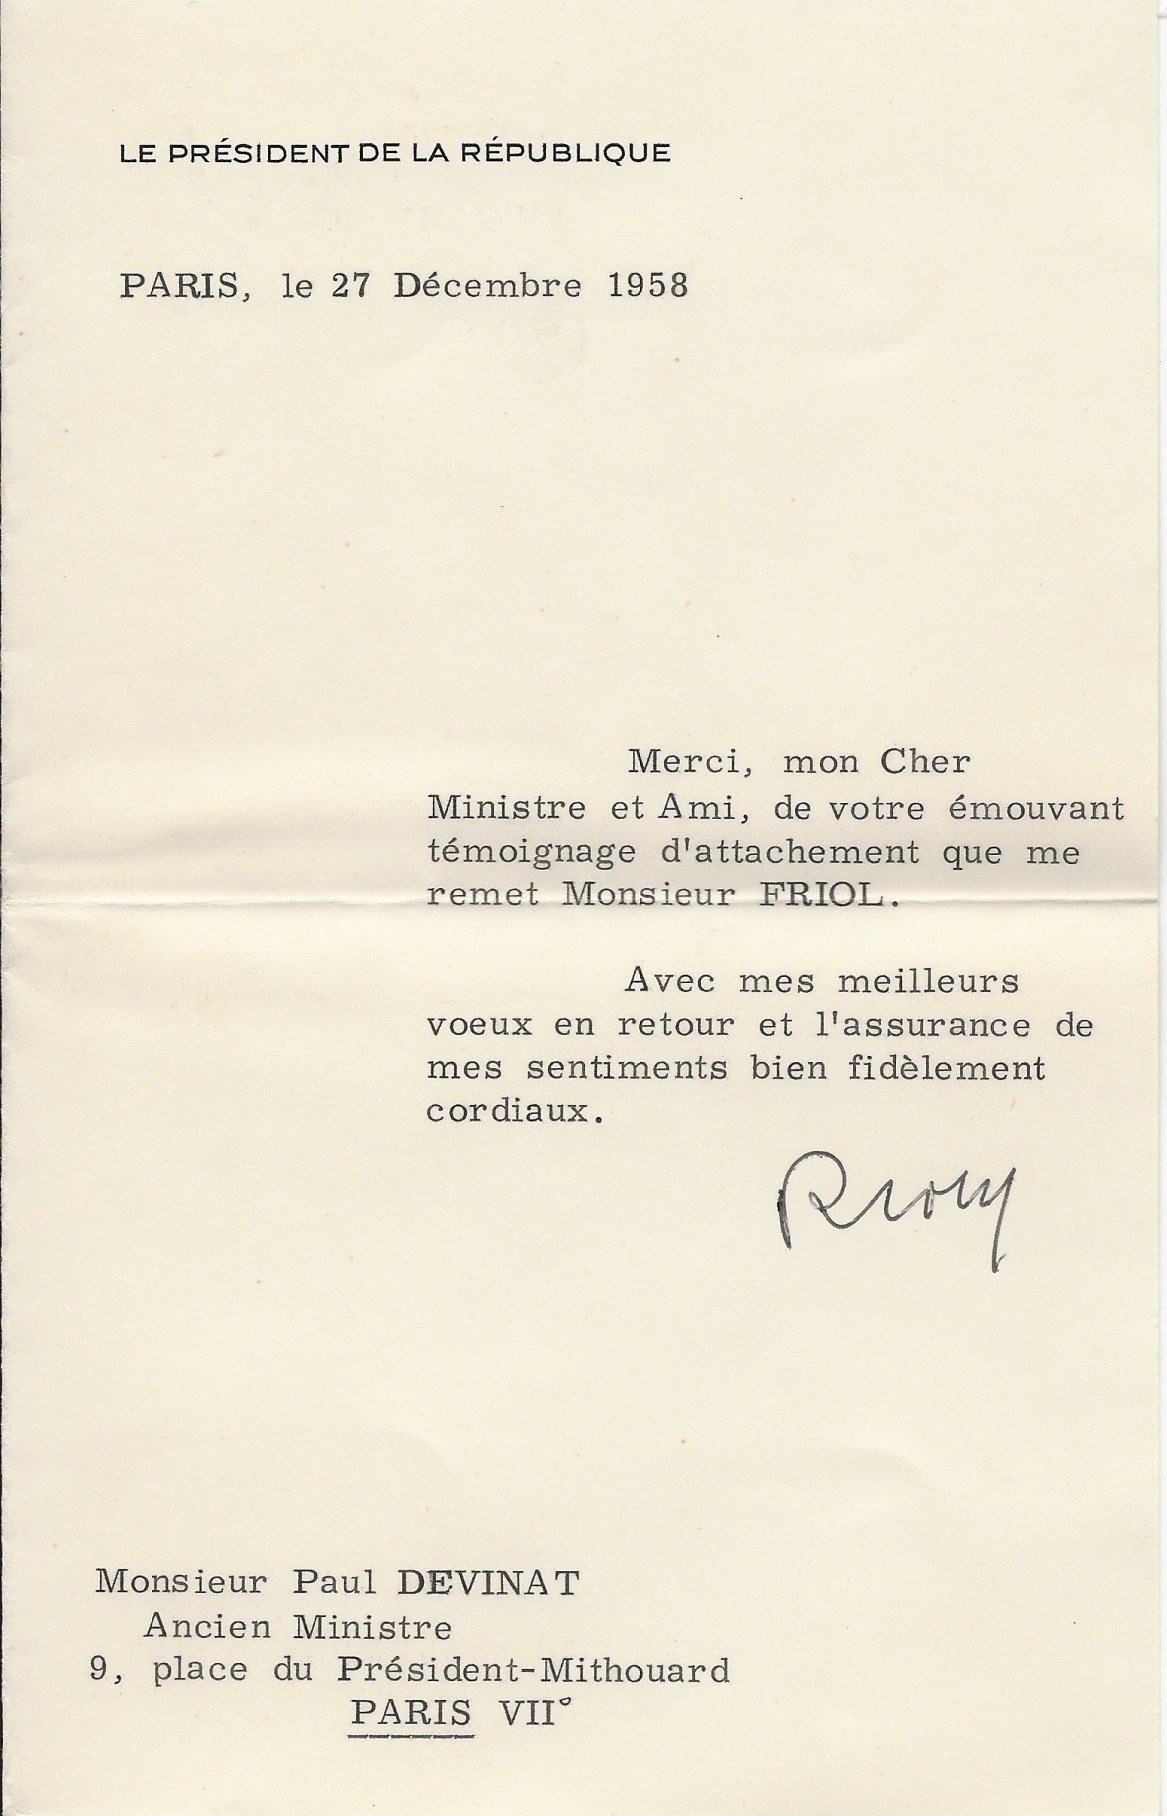 LE PRÉSIDENT DE LA RÉPUBLIQUE
PARIS, le 27 Décembre 1958
Merci, mon Cher
Ministre et Ami, de votre émouvant
témoignage d'attachement que me
remet Monsieur FRIOL.
Avec mes meilleurs
voeux en retour et l'assurance de
mes sentiments bien fidèlement
cordiaux.
Monsieur Paul DEVINAT
Ancien Ministre
9, place du Président-Mithouard
PARIS VIIe